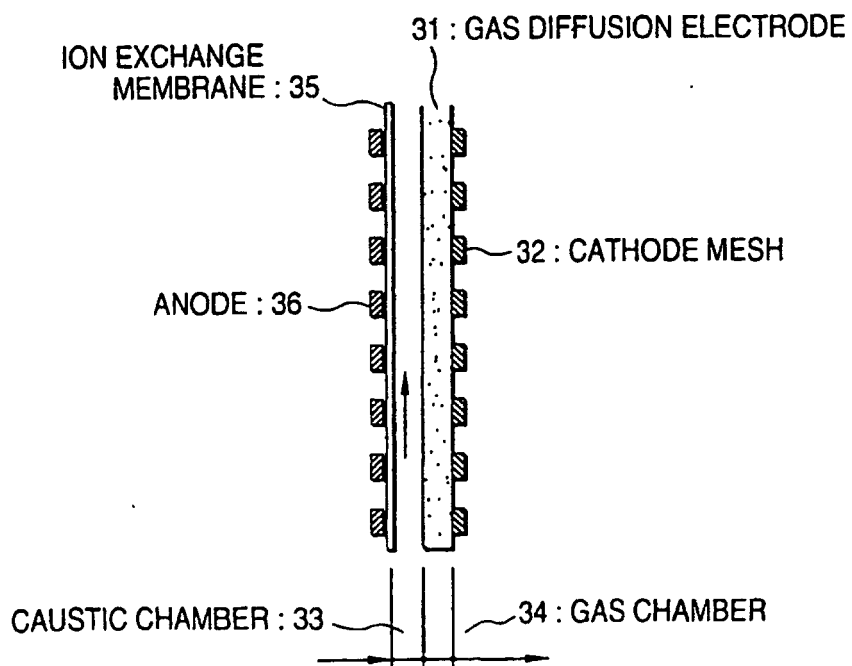 31 : GAS DIFFUSION ELECTRODE
ION EXCHANGE
MEMBRANE : 35
32 : CATHODE MESH
ANODE : 36
CAUSTIC CHAMBER : 33
34 : GAS CHAMBER